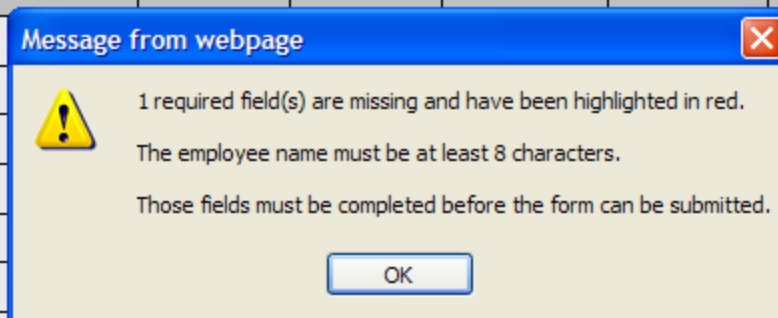 Message from webpage
1 required field(s) are missing and have been highlighted in red.
The employee name must be at least 8 characters.
Those fields must be completed before the form can be submitted.
OK